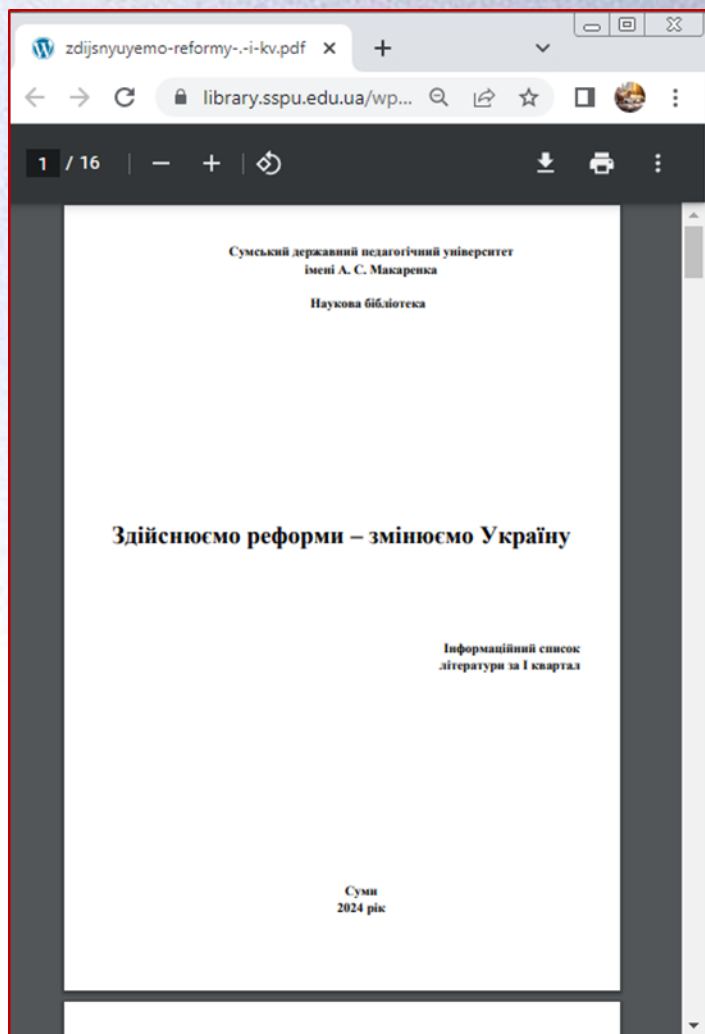 zdijsnyuyemo-reformy-.-i-kv.pdf
library.sspu.edu.ua/wp...
1 / 16
Сумський державний педагогічний університет
імені А. С. Макаренка
Наукова бібліотека
Здійснюємо реформи – змінюємо Україну
Інформаційний список
літератури за І квартал
Суми
2024 рік